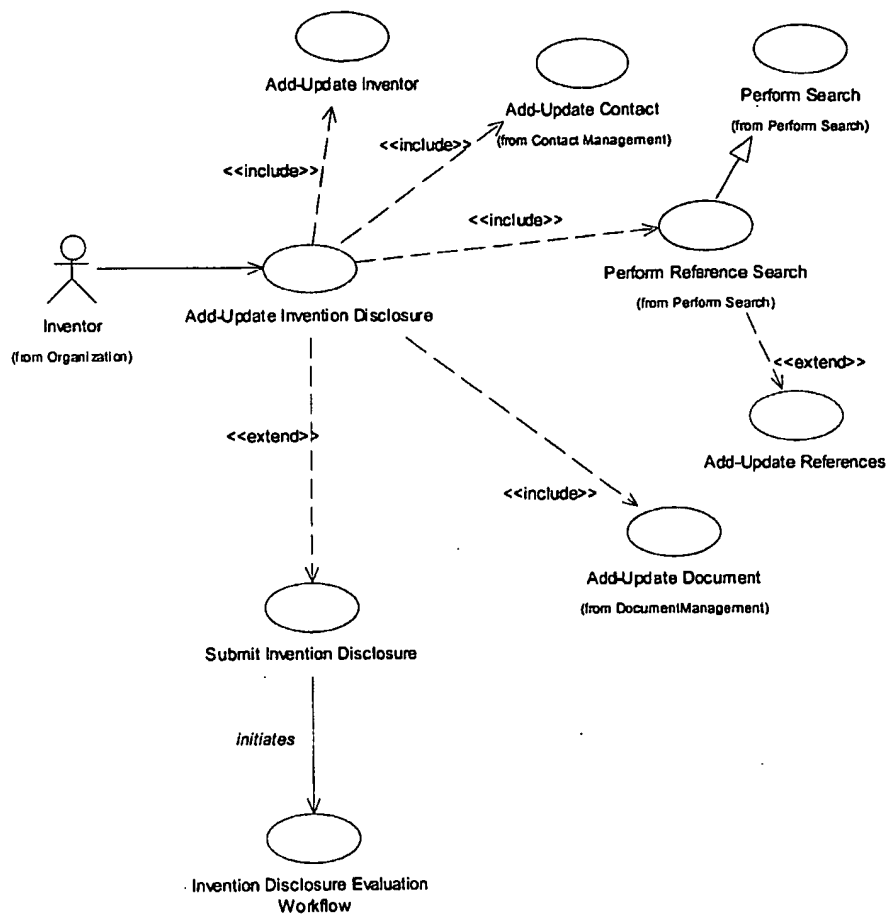 Add-Update Inventor
Add-Update Contact
(from Contact Management)
Perform Search
(from Perform Search)
<<include>>
<<include>>
<<include>>
Perform Reference Search
(from Perform Search)
Inventor
(from Organization)
Add-Update Invention Disclosure
<<extend>>
Add-Update References
<<extend>>
<<include>>
Add-Update Document
(from DocumentManagement)
Submit Invention Disclosure
initiates
Invention Disclosure Evaluation
Workflow